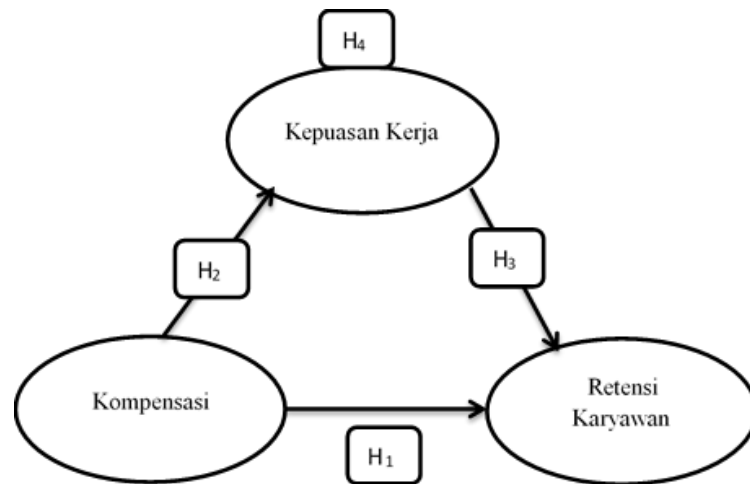 H₄
Kepuasan Kerja
H₂
H₃
Kompensasi
Retensi
Karyawan
H₁